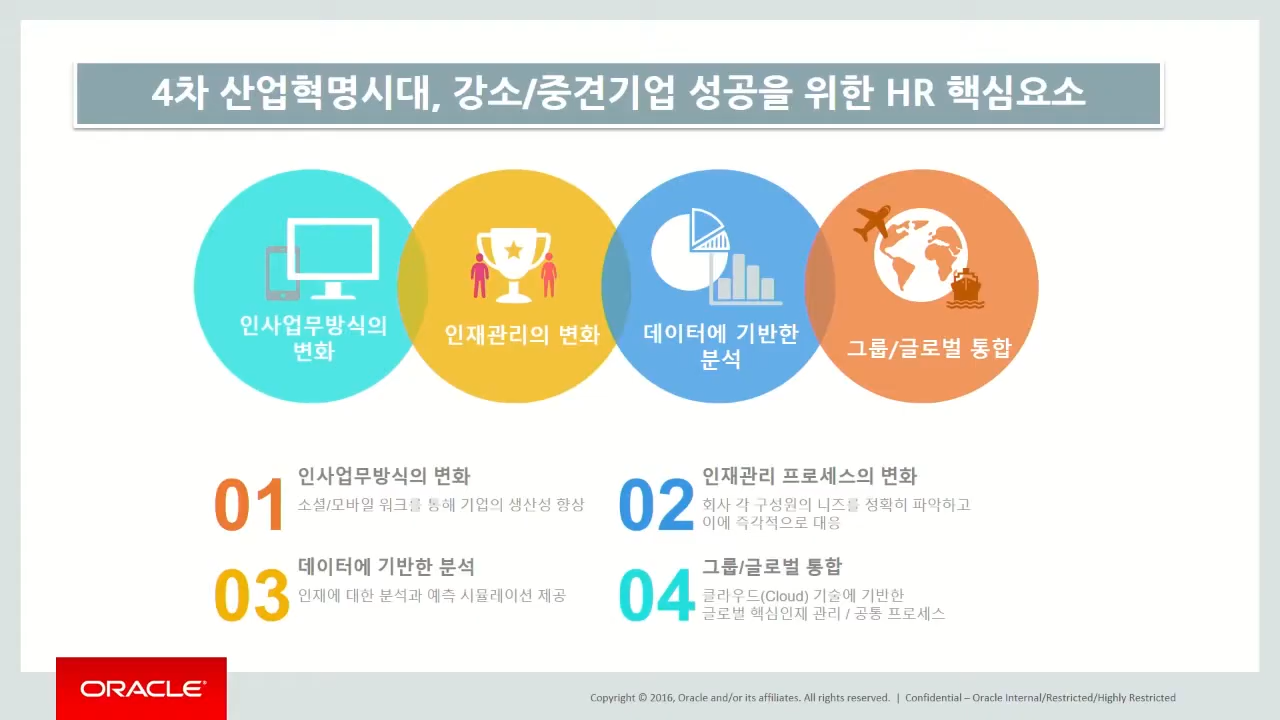 4차 산업혁명시대, 강소/중견기업 성공을 위한 HR 핵심요소
인사업무방식의
변화
인재관리의 변화
데이터에 기반한
분석
그룹/글로벌 통합
01
인사업무방식의 변화
소셜/모바일 워크를 통해 기업의 생산성 향상
02
인재관리 프로세스의 변화
회사 각 구성원의 니즈를 정확히 파악하고
이에 즉각적으로 대응
03
데이터에 기반한 분석
인재에 대한 분석과 예측 시뮬레이션 제공
04
그룹/글로벌 통합
클라우드(Cloud) 기술에 기반한
글로벌 핵심인재 관리 / 공통 프로세스
ORACLE®
Copyright © 2016, Oracle and/or its affiliates. All rights reserved. | Confidential – Oracle Internal/Restricted/Highly Restricted